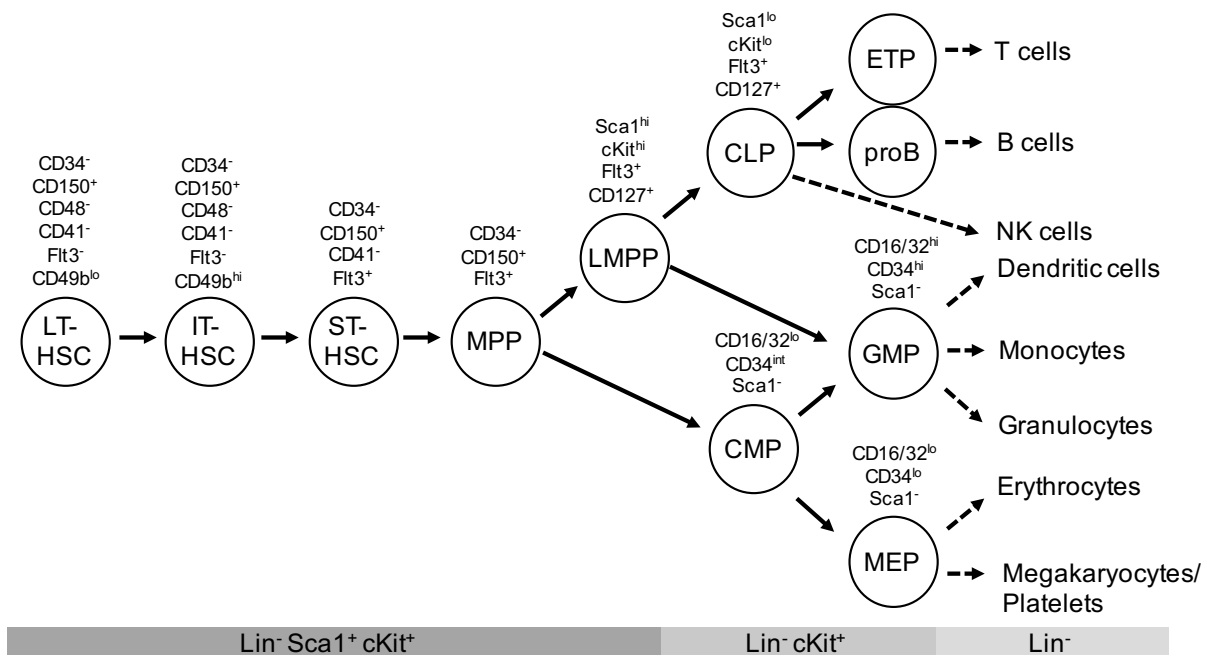 CD34⁻
CD150⁺
CD48⁻
CD41⁻
Flt3⁻
CD49bˡᵒ
LT-
HSC
CD34⁻
CD150⁺
CD48⁻
CD41⁻
Flt3⁻
CD49bʰⁱ
IT-
HSC
CD34⁻
CD150⁺
CD41⁻
Flt3⁺
ST-
HSC
CD34⁻
CD150⁺
Flt3⁺
MPP
Sca1ʰⁱ
cKitʰⁱ
Flt3⁺
CD127⁺
LMPP
Sca1ˡᵒ
cKitˡᵒ
Flt3⁺
CD127⁺
CLP
CD16/32ˡᵒ
CD34ⁱⁿᵗ
Sca1⁻
CMP
ETP
proB
CD16/32ʰⁱ
CD34ʰⁱ
Sca1⁻
GMP
CD16/32ˡᵒ
CD34ˡᵒ
Sca1⁻
MEP
T cells
B cells
NK cells
Dendritic cells
Monocytes
Granulocytes
Erythrocytes
Megakaryocytes/
Platelets
Lin⁻ Sca1⁺ cKit⁺
Lin⁻ cKit⁺
Lin⁻